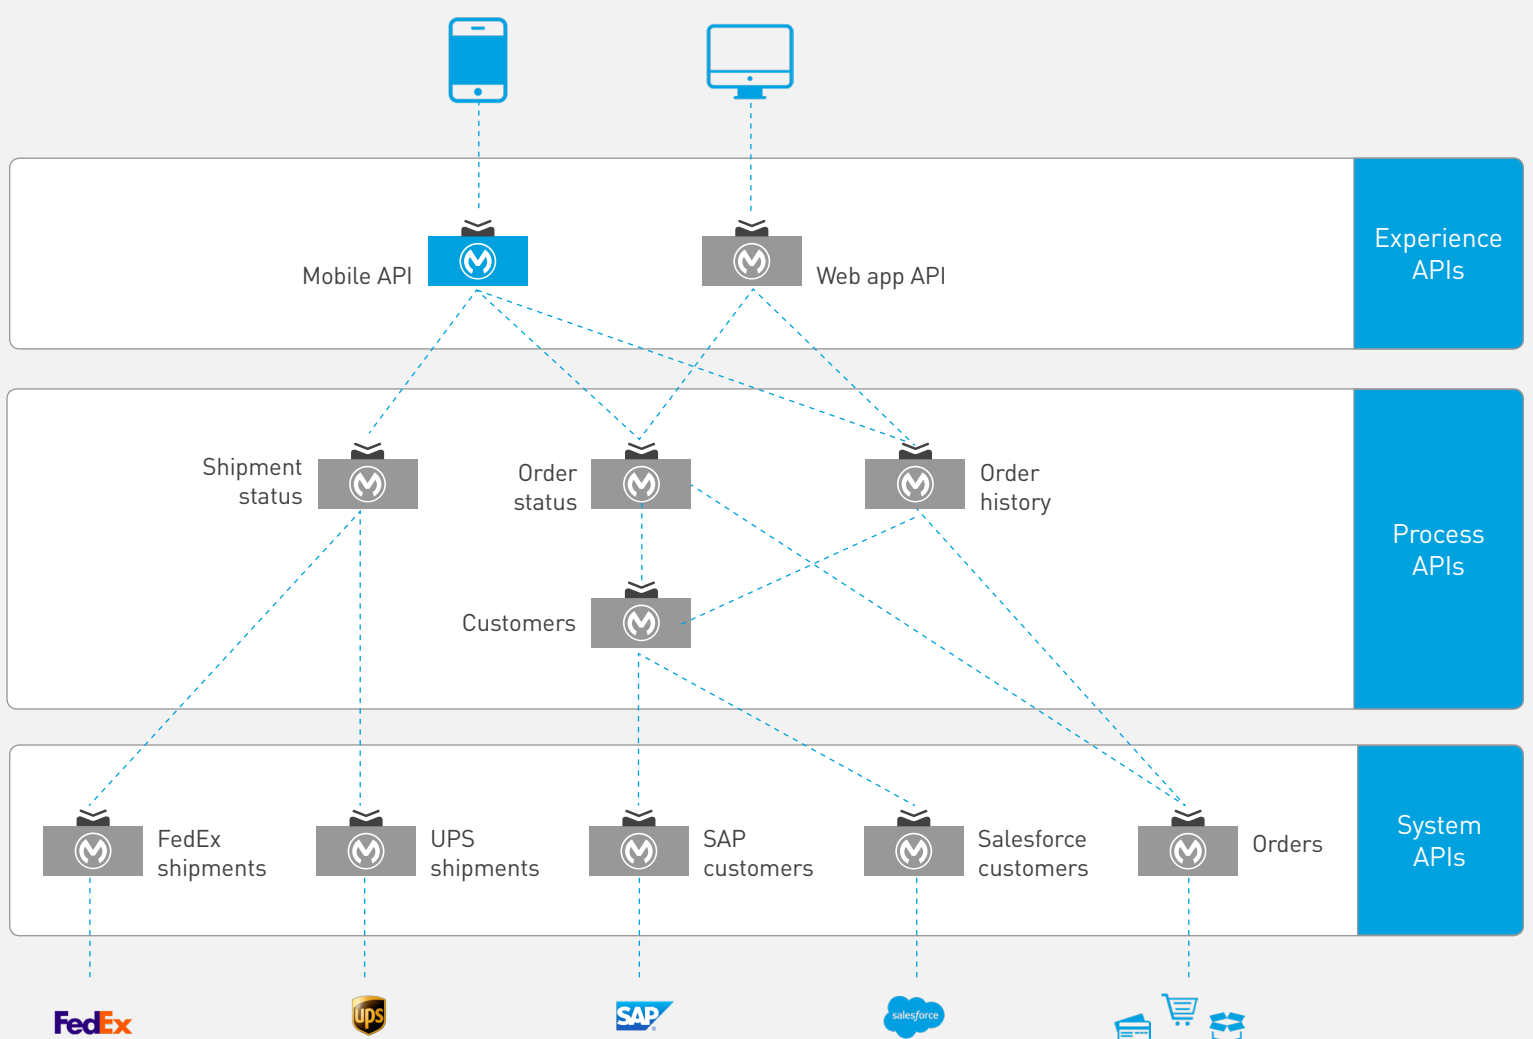 Mobile API
Web app API
Experience
APIs
Shipment
status
Order
status
Order
history
Customers
Process
APIs
FedEx
shipments
UPS
shipments
SAP
customers
Salesforce
customers
Orders
System
APIs
FedEx
ups
SAP
salesforce